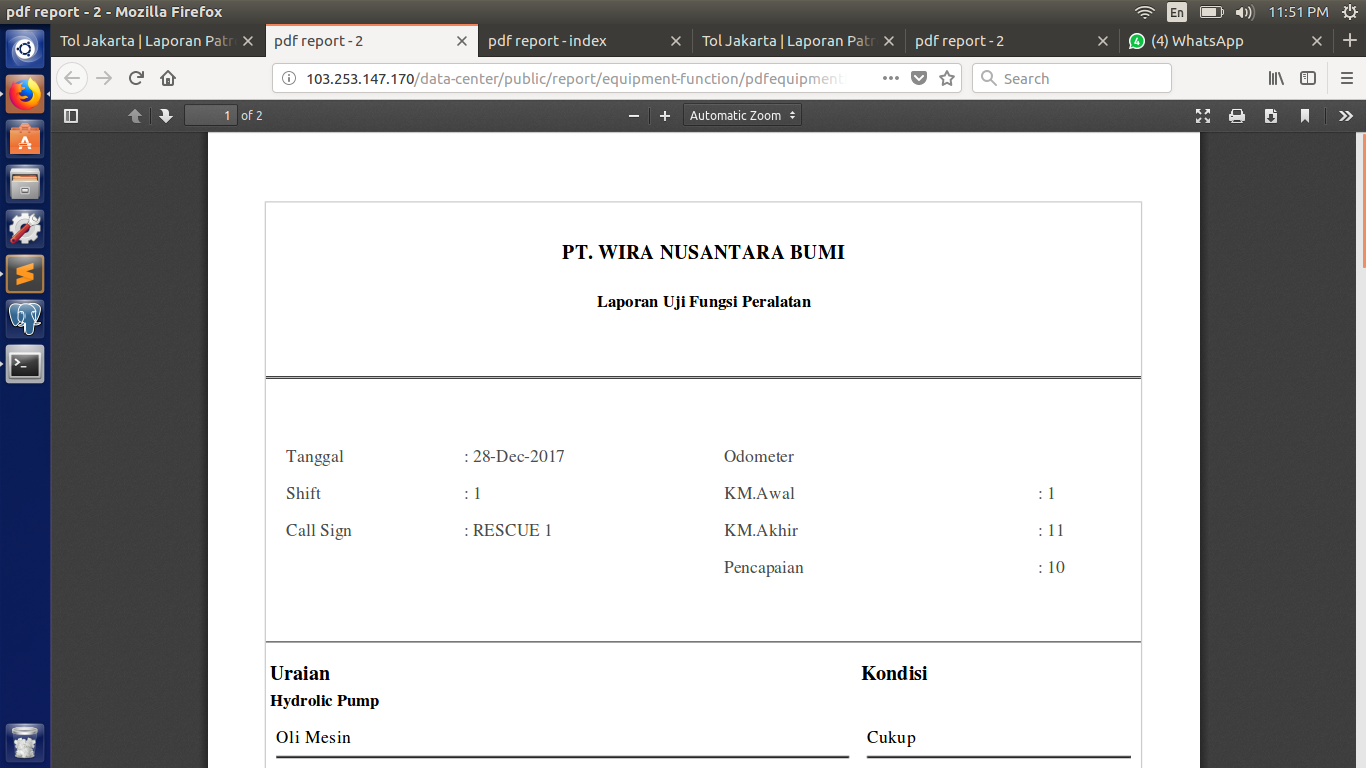 pdf report - 2 - Mozilla Firefox
En
11:51 PM
Tol Jakarta | Laporan Patr
pdf report - 2
pdf report - index
Tol Jakarta | Laporan Patr
pdf report - 2
4
(4) WhatsApp
103.253.147.170/data-center/public/report/equipment-function/pdfequipment
Search
1
of 2
Automatic Zoom
PT. WIRA NUSANTARA BUMI
Laporan Uji Fungsi Peralatan
Tanggal : 28-Dec-2017 Odometer
Shift : 1 KM.Awal : 1
Call Sign : RESCUE 1 KM.Akhir : 11
Pencapaian : 10
Uraian Kondisi
Hydrolic Pump
Oli Mesin Cukup